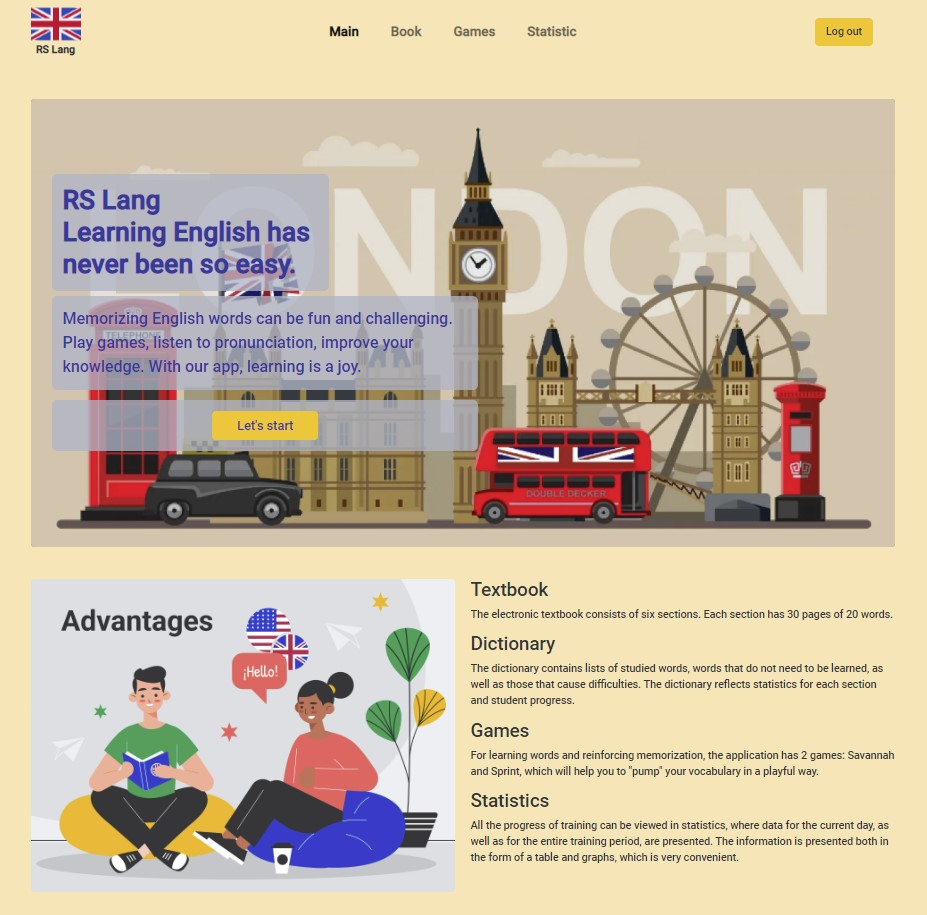 RS Lang
Main
Book
Games
Statistic
Log out
LONDON
RS Lang
Learning English has
never been so easy.
TELEPHONE
Memorizing English words can be fun and challenging.
Play games, listen to pronunciation, improve your
knowledge. With our app, learning is a joy.
Let's start
DOUBLE DECKER
Advantages
¡Hello!
Textbook
The electronic textbook consists of six sections. Each section has 30 pages of 20 words.
Dictionary
The dictionary contains lists of studied words, words that do not need to be learned, as
well as those that cause difficulties. The dictionary reflects statistics for each section
and student progress.
Games
For learning words and reinforcing memorization, the application has 2 games: Savannah
and Sprint, which will help you to "pump" your vocabulary in a playful way.
Statistics
All the progress of training can be viewed in statistics, where data for the current day, as
well as for the entire training period, are presented. The information is presented both in
the form of a table and graphs, which is very convenient.